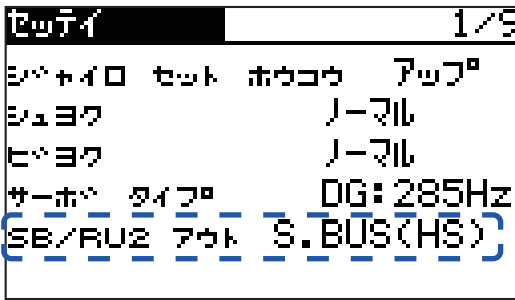 セッテイ 1/9
ジャイロ セット ホウコウ アップ
シュヨク ノーマル
ビヨク ノーマル
サーボ タイプ DG:285Hz
SB/RU2 アウト S.BUS(HS)